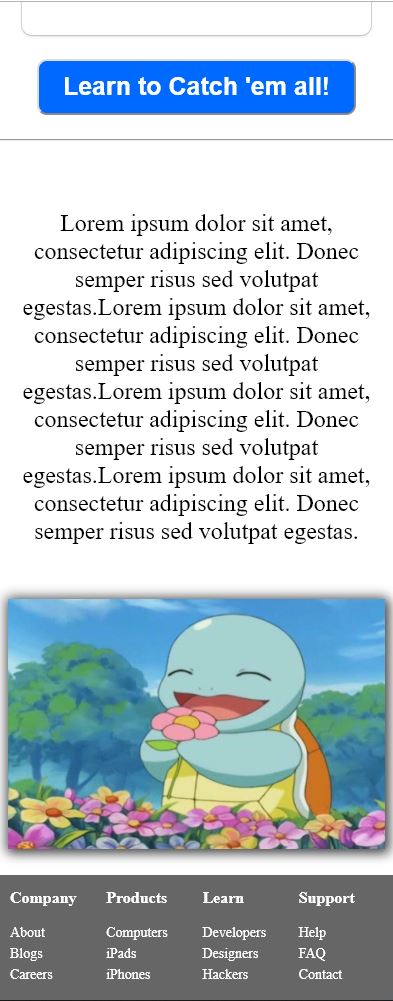 Learn to Catch 'em all!
Lorem ipsum dolor sit amet,
consectetur adipiscing elit. Donec
semper risus sed volutpat
egestas.Lorem ipsum dolor sit amet,
consectetur adipiscing elit. Donec
semper risus sed volutpat
egestas.Lorem ipsum dolor sit amet,
consectetur adipiscing elit. Donec
semper risus sed volutpat
egestas.Lorem ipsum dolor sit amet,
consectetur adipiscing elit. Donec
semper risus sed volutpat egestas.
Company Products Learn Support
About Computers Developers Help
Blogs iPads Designers FAQ
Careers iPhones Hackers Contact